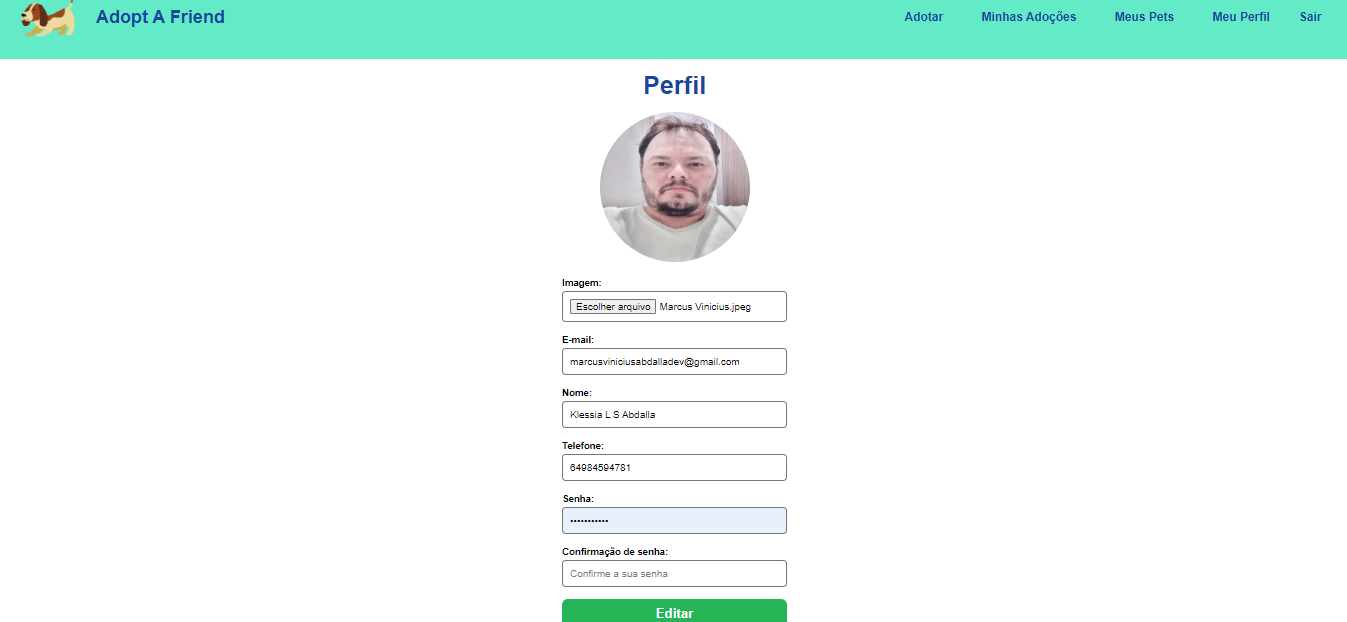 Adopt A Friend
Adotar Minhas Adoções Meus Pets Meu Perfil Sair
Perfil
Imagem:
Escolher arquivo Marcus Vinicius.jpeg
E-mail:
marcusviniciusabdalladev@gmail.com
Nome:
Klessia L S Abdalla
Telefone:
64984594781
Senha:
•••••••••••
Confirmação de senha:
Confirme a sua senha
Editar